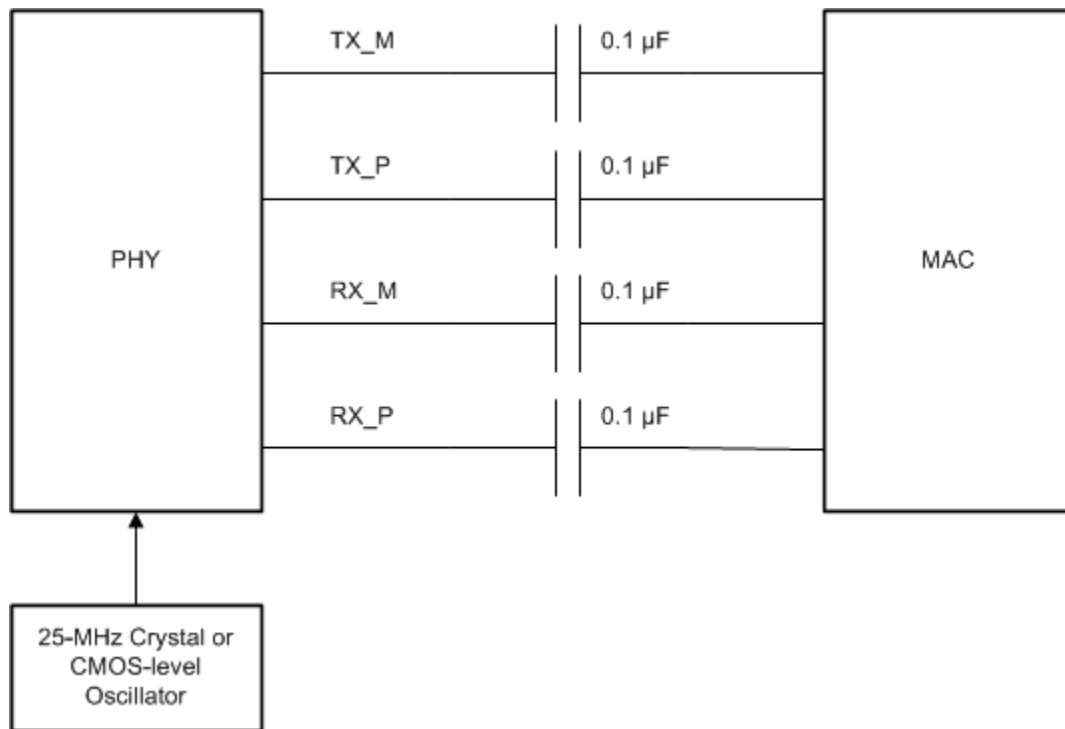 TX_M
0.1 µF
TX_P
0.1 µF
PHY
MAC
RX_M
0.1 µF
RX_P
0.1 µF
25-MHz Crystal or
CMOS-level
Oscillator